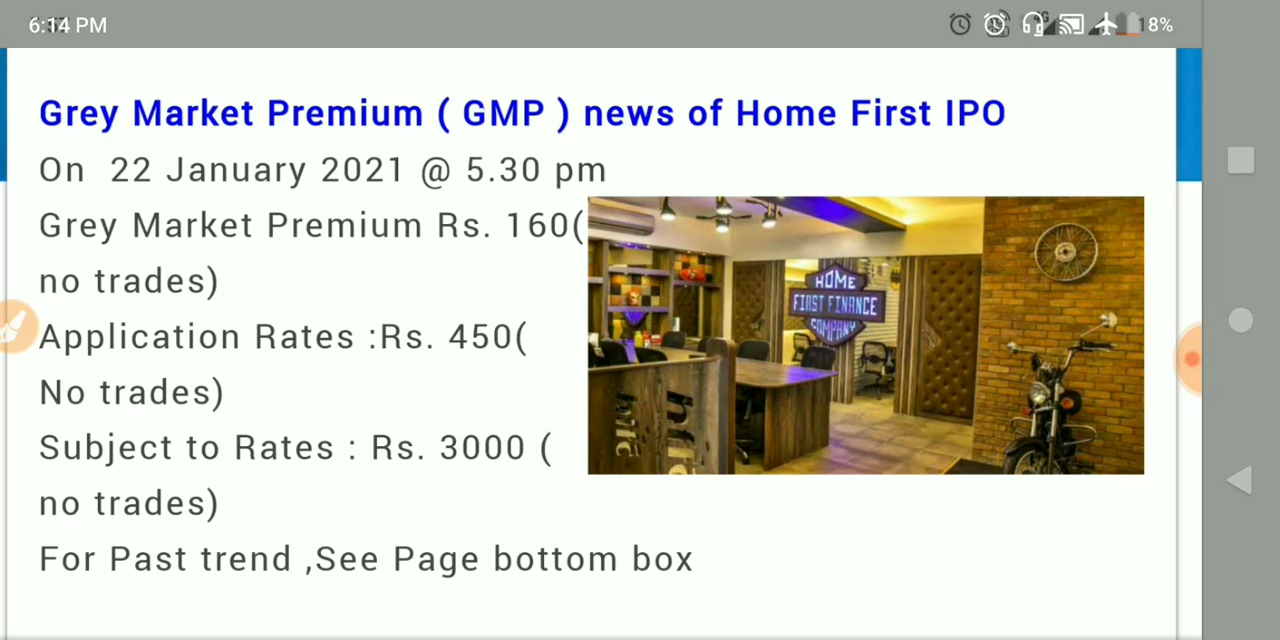 6:14 PM
18%
Grey Market Premium ( GMP ) news of Home First IPO
On 22 January 2021 @ 5.30 pm
Grey Market Premium Rs. 160(
no trades)
Application Rates :Rs. 450(
No trades)
Subject to Rates : Rs. 3000 (
no trades)
For Past trend ,See Page bottom box
HOME
FIRST FINANCE
COMPANY